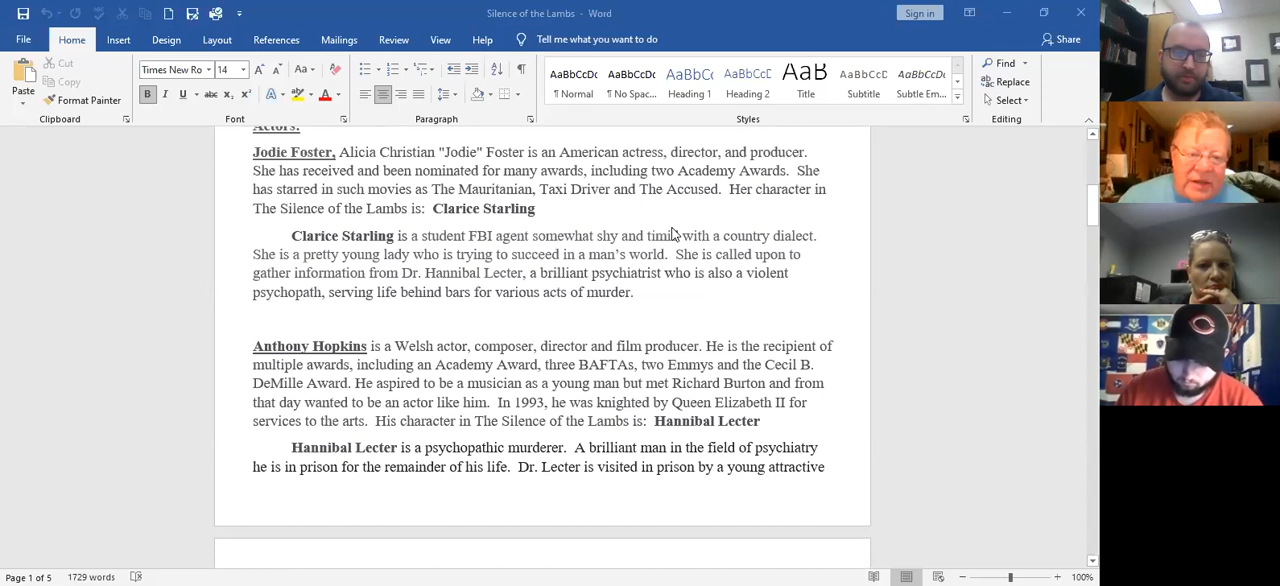 Silence of the Lambs - Word
Sign in
File Home Insert Design Layout References Mailings Review View Help Tell me what you want to do Share
Paste
Cut
Copy
Format Painter
Clipboard
Times New Ro 14
Aa
B I U abc X₂ X²
Font
Paragraph
AaBbCcDc AaBbCcDc AaBbCc AaBbCcD AaB AaBbCcD AaBbCcDc
¶ Normal ¶ No Spac... Heading 1 Heading 2 Title Subtitle Subtle Em...
Styles
Find
Replace
Select
Editing
Actors:
Jodie Foster, Alicia Christian "Jodie" Foster is an American actress, director, and producer.
She has received and been nominated for many awards, including two Academy Awards. She
has starred in such movies as The Mauritanian, Taxi Driver and The Accused. Her character in
The Silence of the Lambs is: Clarice Starling
Clarice Starling is a student FBI agent somewhat shy and timid with a country dialect.
She is a pretty young lady who is trying to succeed in a man's world. She is called upon to
gather information from Dr. Hannibal Lecter, a brilliant psychiatrist who is also a violent
psychopath, serving life behind bars for various acts of murder.
Anthony Hopkins is a Welsh actor, composer, director and film producer. He is the recipient of
multiple awards, including an Academy Award, three BAFTAs, two Emmys and the Cecil B.
DeMille Award. He aspired to be a musician as a young man but met Richard Burton and from
that day wanted to be an actor like him. In 1993, he was knighted by Queen Elizabeth II for
services to the arts. His character in The Silence of the Lambs is: Hannibal Lecter
Hannibal Lecter is a psychopathic murderer. A brilliant man in the field of psychiatry
he is in prison for the remainder of his life. Dr. Lecter is visited in prison by a young attractive
Page 1 of 5 1729 words
100%